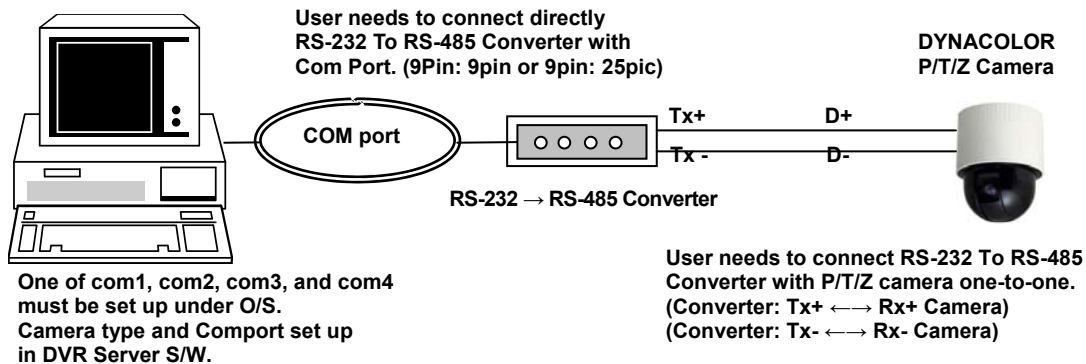 User needs to connect directly
RS-232 To RS-485 Converter with
Com Port. (9Pin: 9pin or 9pin: 25pic)
DYNACOLOR
P/T/Z Camera
COM port
Tx+
D+
Tx -
D-
RS-232 → RS-485 Converter
One of com1, com2, com3, and com4
must be set up under O/S.
Camera type and Comport set up
in DVR Server S/W.
User needs to connect RS-232 To RS-485
Converter with P/T/Z camera one-to-one.
(Converter: Tx+ ←→ Rx+ Camera)
(Converter: Tx- ←→ Rx- Camera)